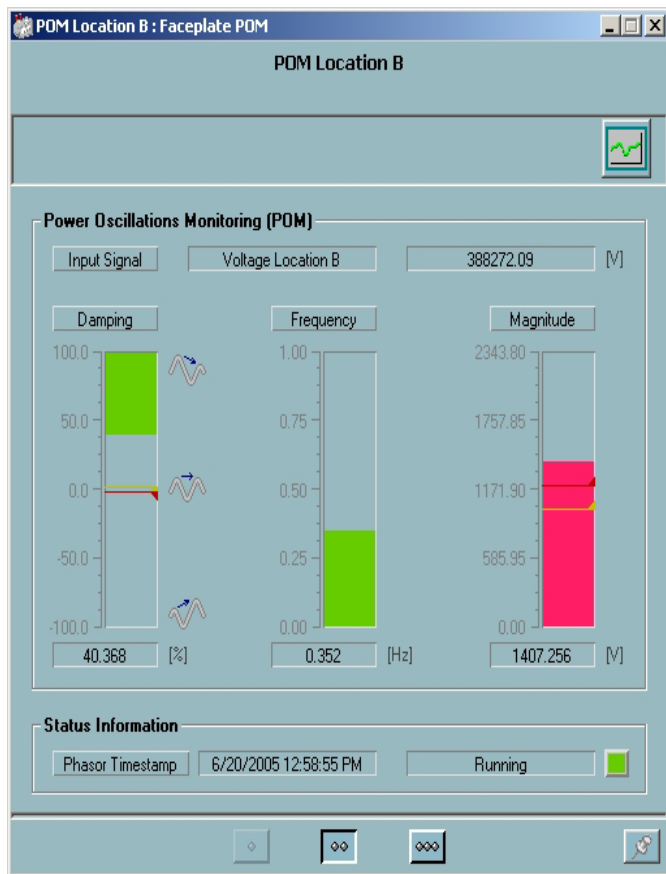 POM Location B : Faceplate POM
POM Location B
Power Oscillations Monitoring (POM)
Input Signal Voltage Location B 388272.09 [V]
Damping Frequency Magnitude
100.0 1.00 2343.80
50.0 0.75 1757.85
0.0 0.50 1171.90
-50.0 0.25 585.95
-100.0 0.00 0.00
40.368 [%] 0.352 [Hz] 1407.256 [V]
Status Information
Phasor Timestamp 6/20/2005 12:58:55 PM Running